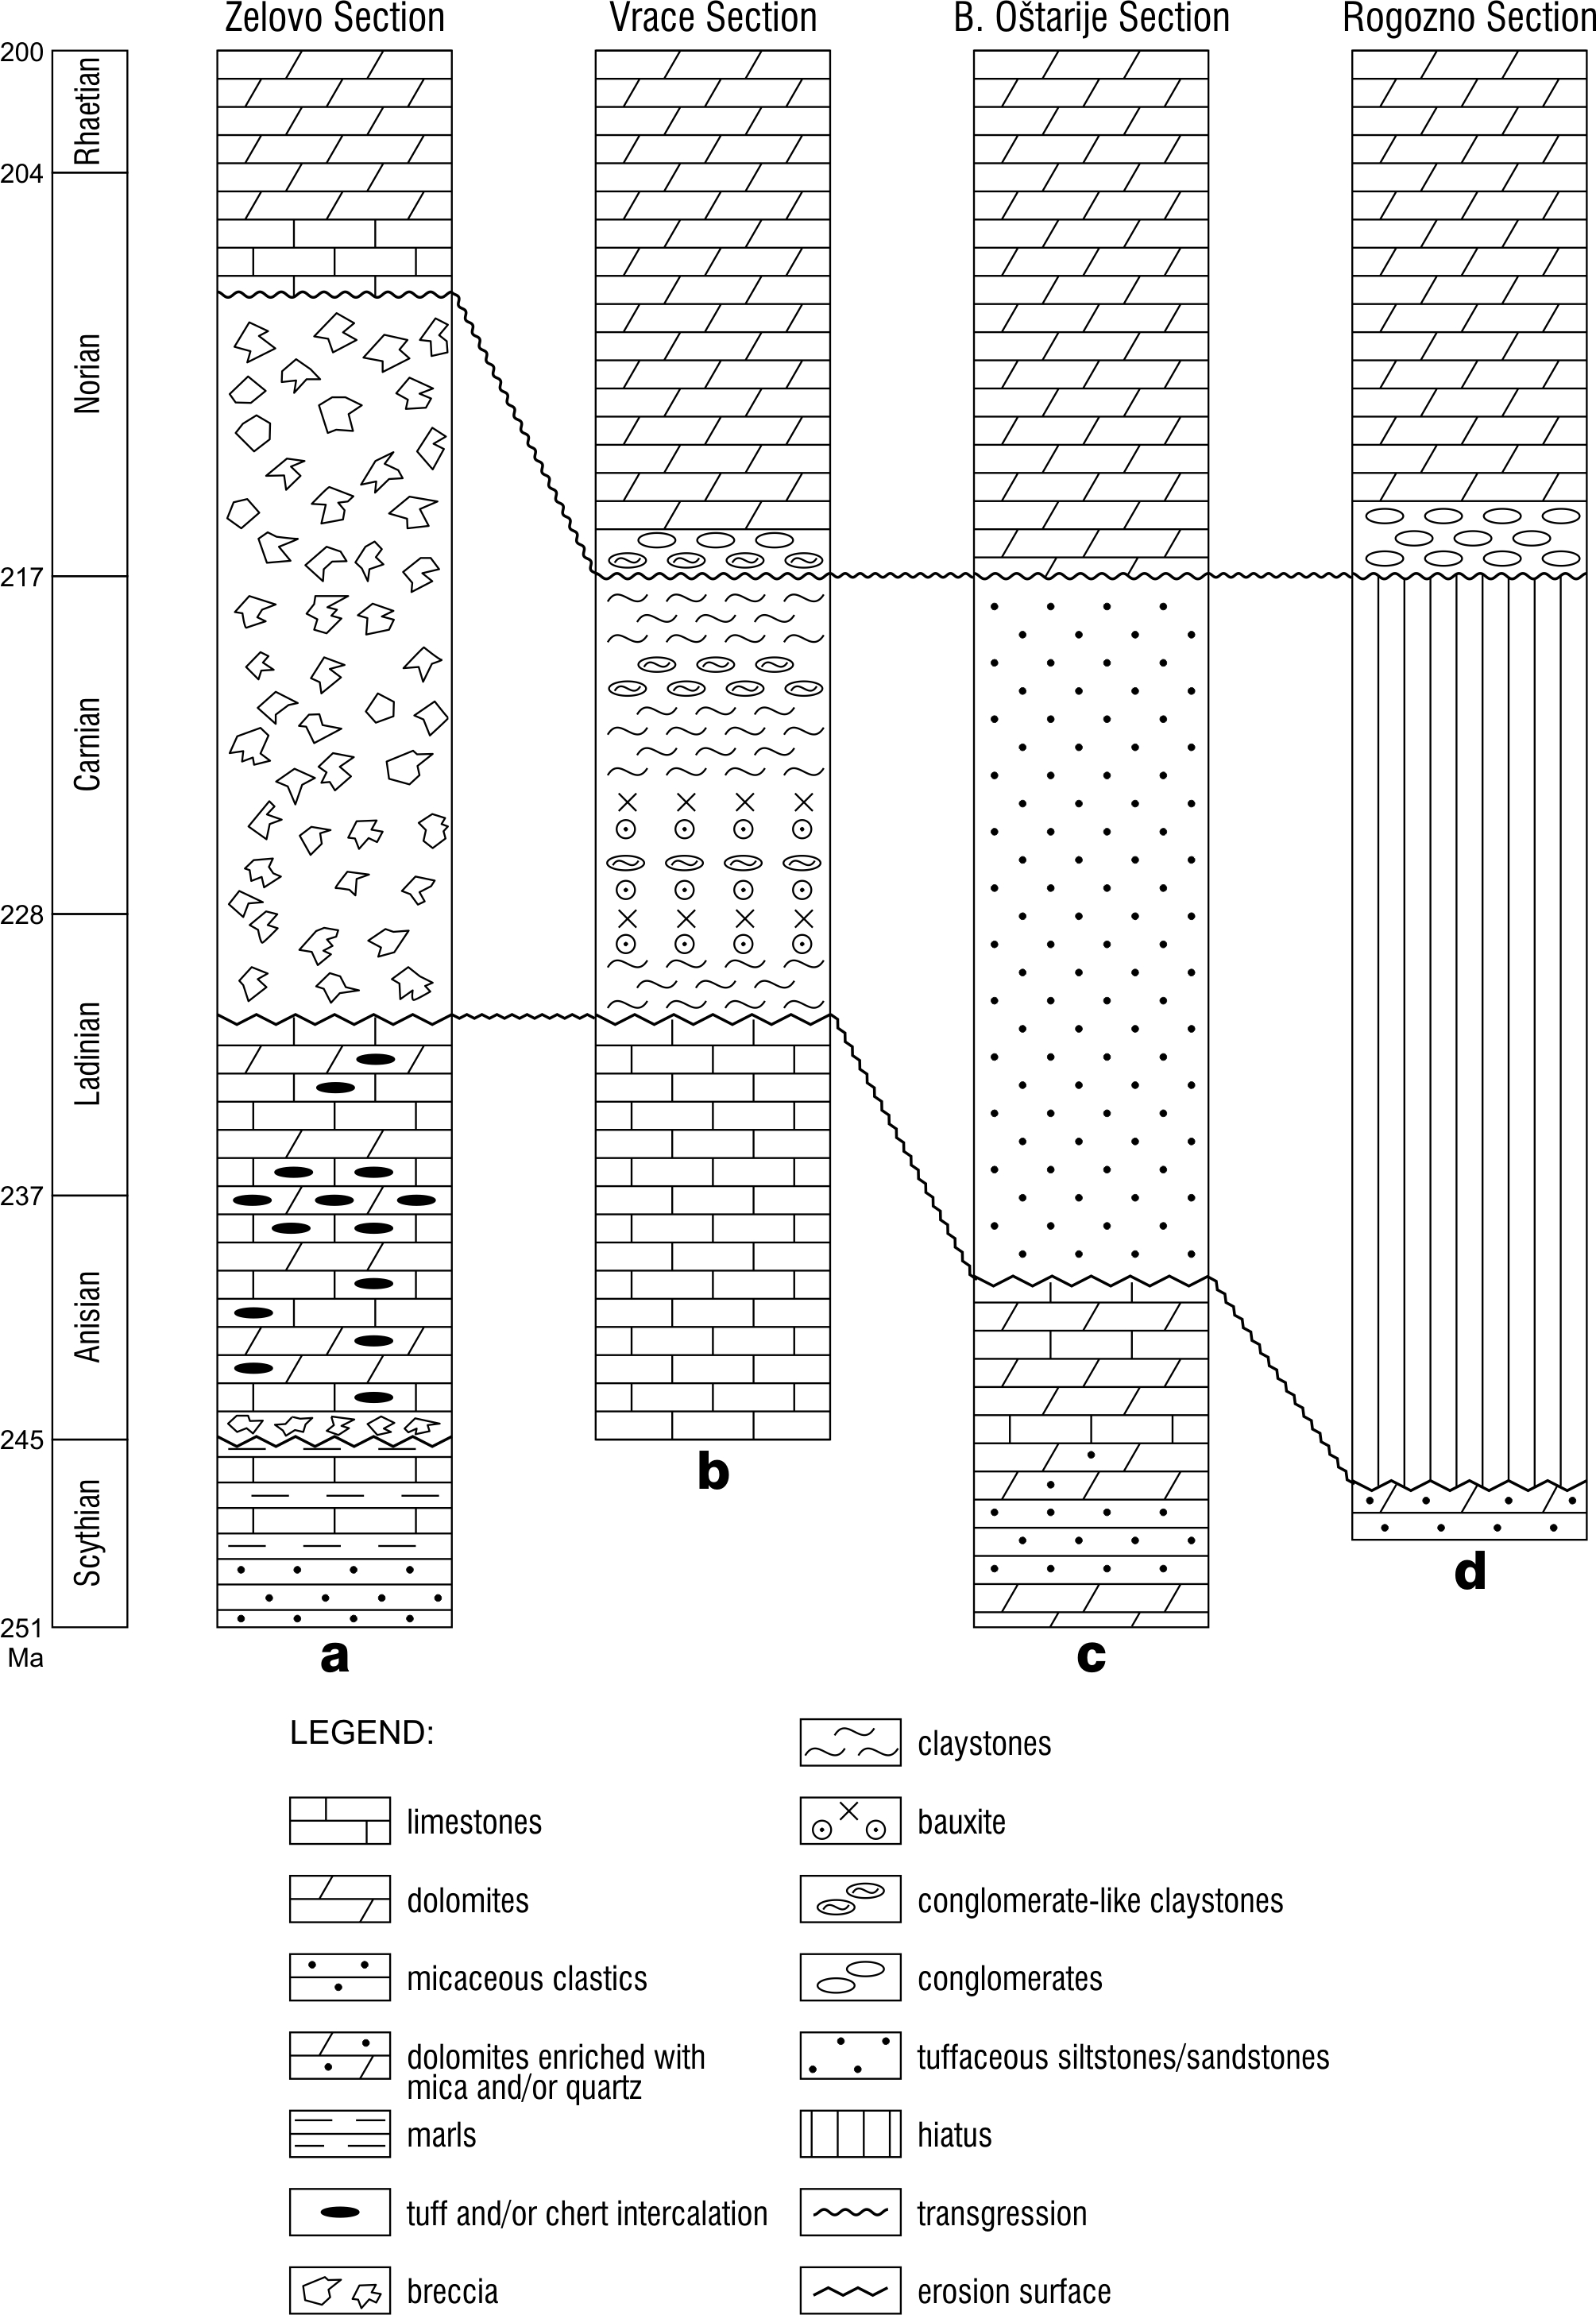 Zelovo Section
Vrace Section
B. Oštarije Section
Rogozno Section
200
Rhaetian
204
Norian
217
Carnian
228
Ladinian
237
Anisian
245
Scythian
251
Ma
a
b
c
d
LEGEND:
limestones
dolomites
micaceous clastics
dolomites enriched with
mica and/or quartz
marls
tuff and/or chert intercalation
breccia
claystones
bauxite
conglomerate-like claystones
conglomerates
tuffaceous siltstones/sandstones
hiatus
transgression
erosion surface